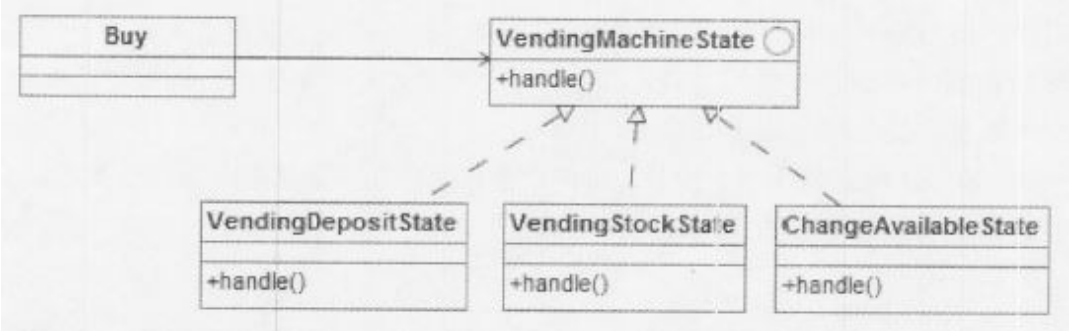 Buy
VendingMachineState
+handle()
VendingDepositState
VendingStockState
ChangeAvailableState
+handle()
+handle()
+handle()